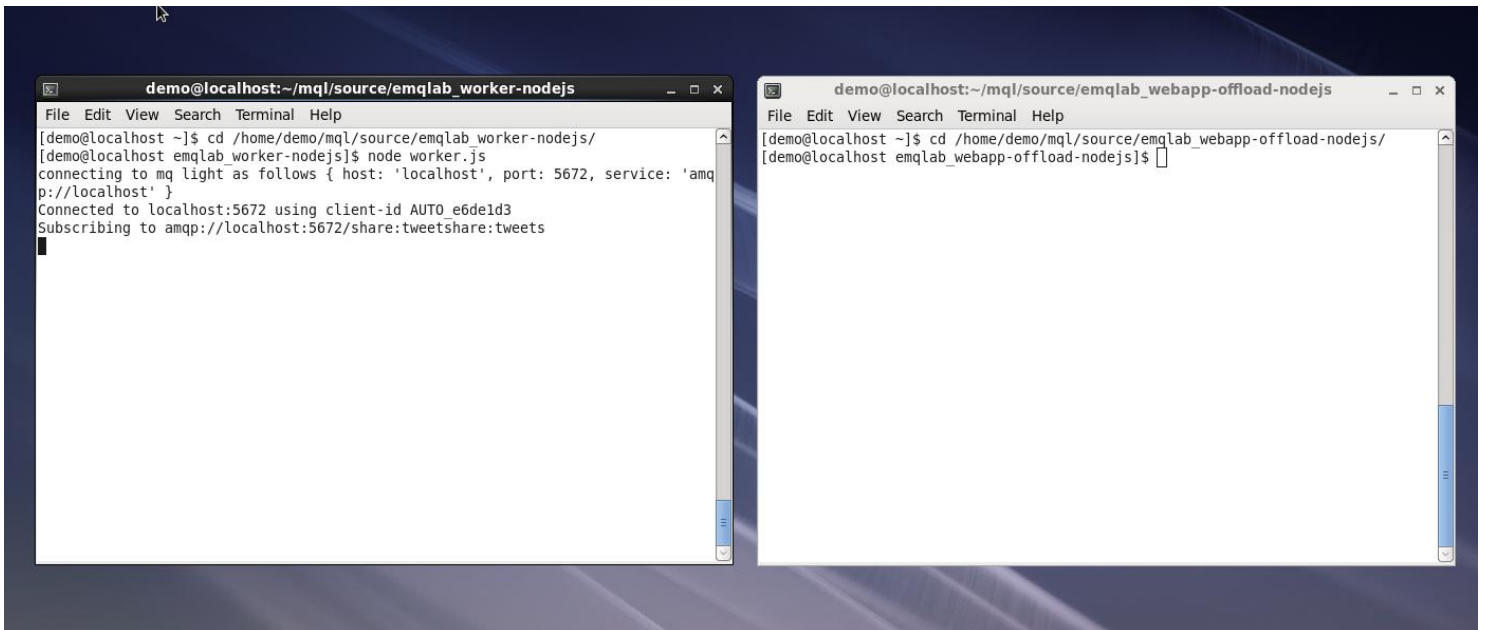 demo@localhost:~/mql/source/emqlab_worker-nodejs
File Edit View Search Terminal Help
[demo@localhost ~]$ cd /home/demo/mql/source/emqlab_worker-nodejs/
[demo@localhost emqlab_worker-nodejs]$ node worker.js
connecting to mq light as follows { host: 'localhost', port: 5672, service: 'amq
p://localhost' }
Connected to localhost:5672 using client-id AUTO_e6de1d3
Subscribing to amqp://localhost:5672/share:tweetshare:tweets
demo@localhost:~/mql/source/emqlab_webapp-offload-nodejs
File Edit View Search Terminal Help
[demo@localhost ~]$ cd /home/demo/mql/source/emqlab_webapp-offload-nodejs/
[demo@localhost emqlab_webapp-offload-nodejs]$